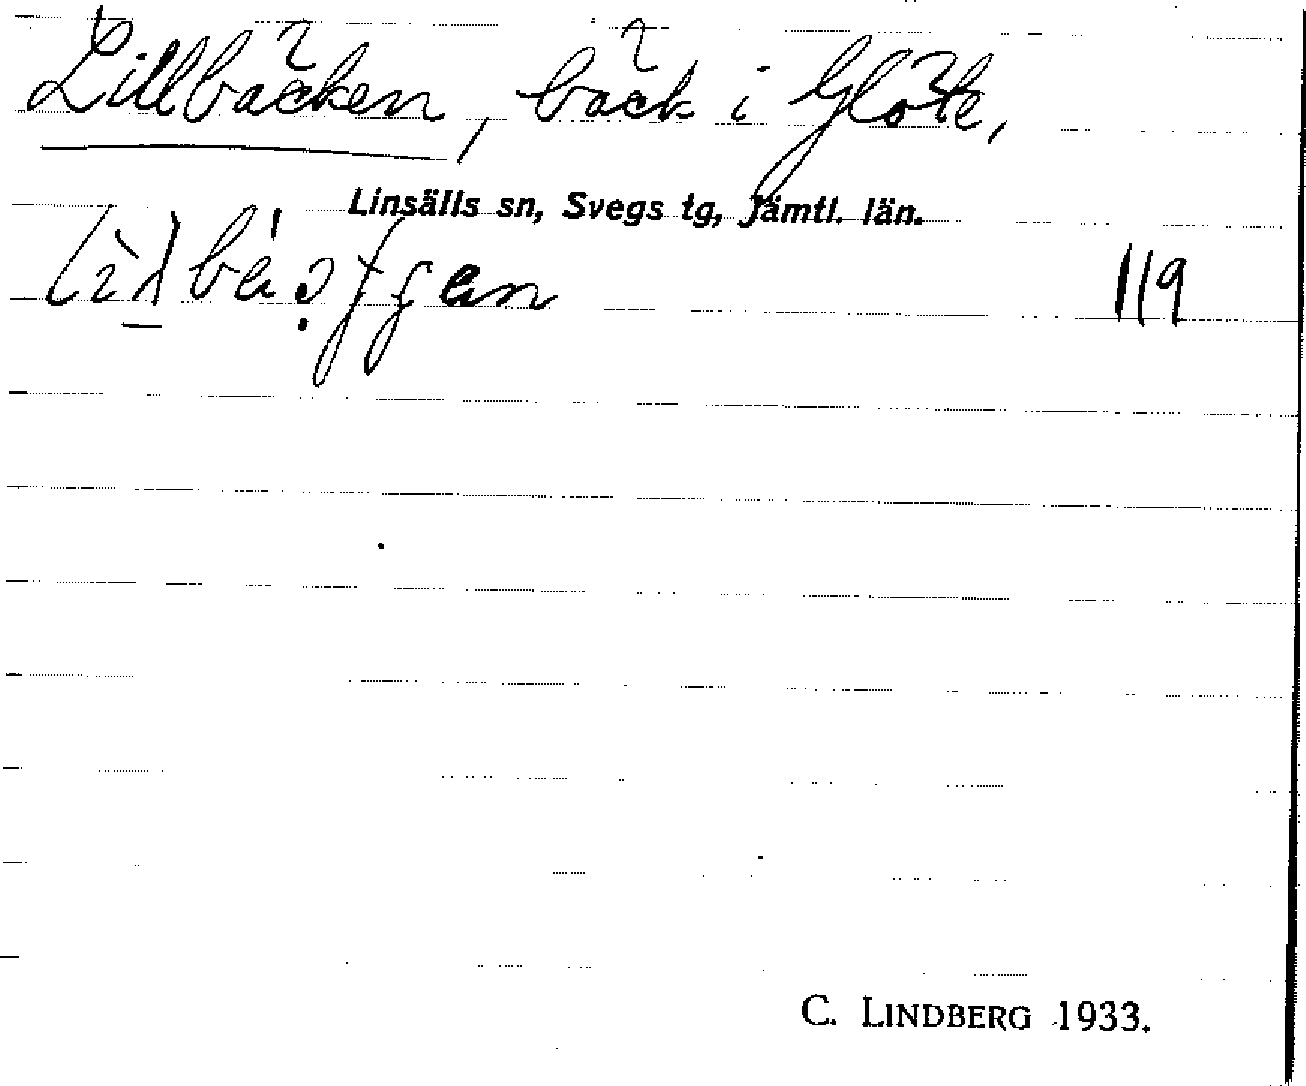 Lillbäcken, bäck i Glöte,
Linsälls sn, Svegs tg, Jämtl. län.
119
C. LINDBERG 1933.